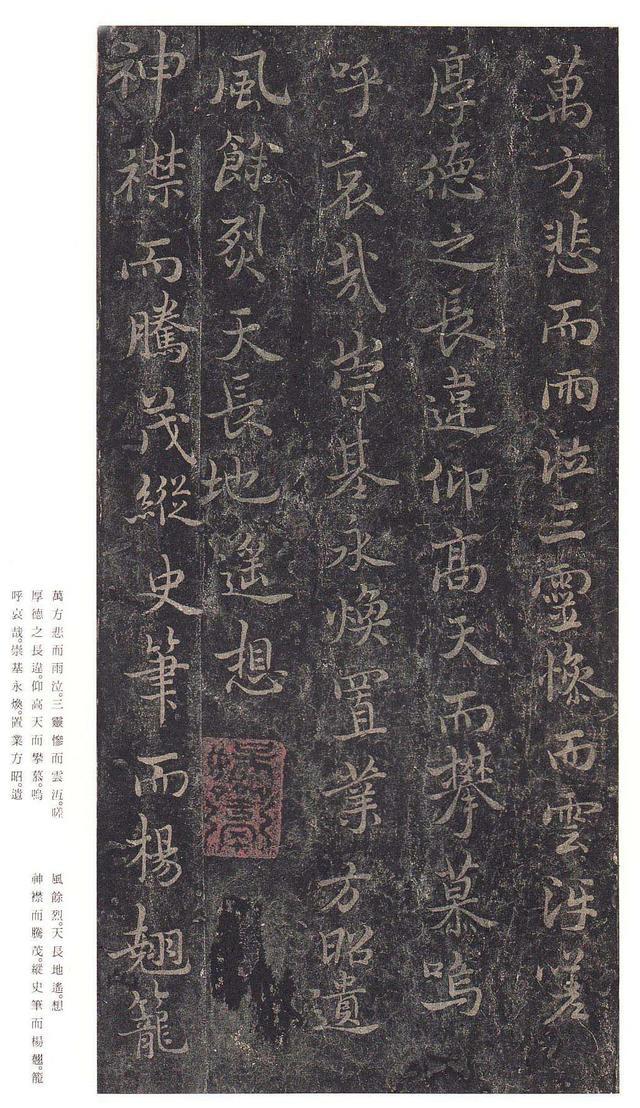 萬方悲而雨泣三靈慘而雲沍嗟
厚德之長違仰高天而攀慕嗚
呼哀哉崇基永煥置業方昭遺
風餘烈天長地遙想
神襟而騰茂縱史筆而楊翹籠
萬方悲而雨泣。三靈慘而雲沍。嗟
厚德之長違。仰高天而攀慕。嗚
呼哀哉。崇基永煥。置業方昭。遺
風餘烈。天長地遙。想
神襟而騰茂。縱史筆而楊翹。籠